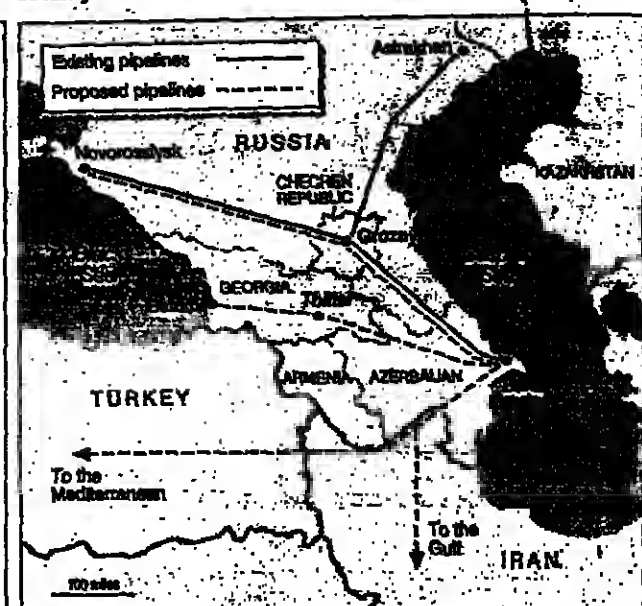 Existing pipelines
Proposed pipelines
Astrakhan
RUSSIA
Novorossiysk
KAZAKHSTAN
CHECHEN
REPUBLIC
Grozny
GEORGIA
Tbilisi
ARMENIA
AZERBAIJAN
TURKEY
To the
Mediterranean
To the
Gulf
IRAN
100 miles